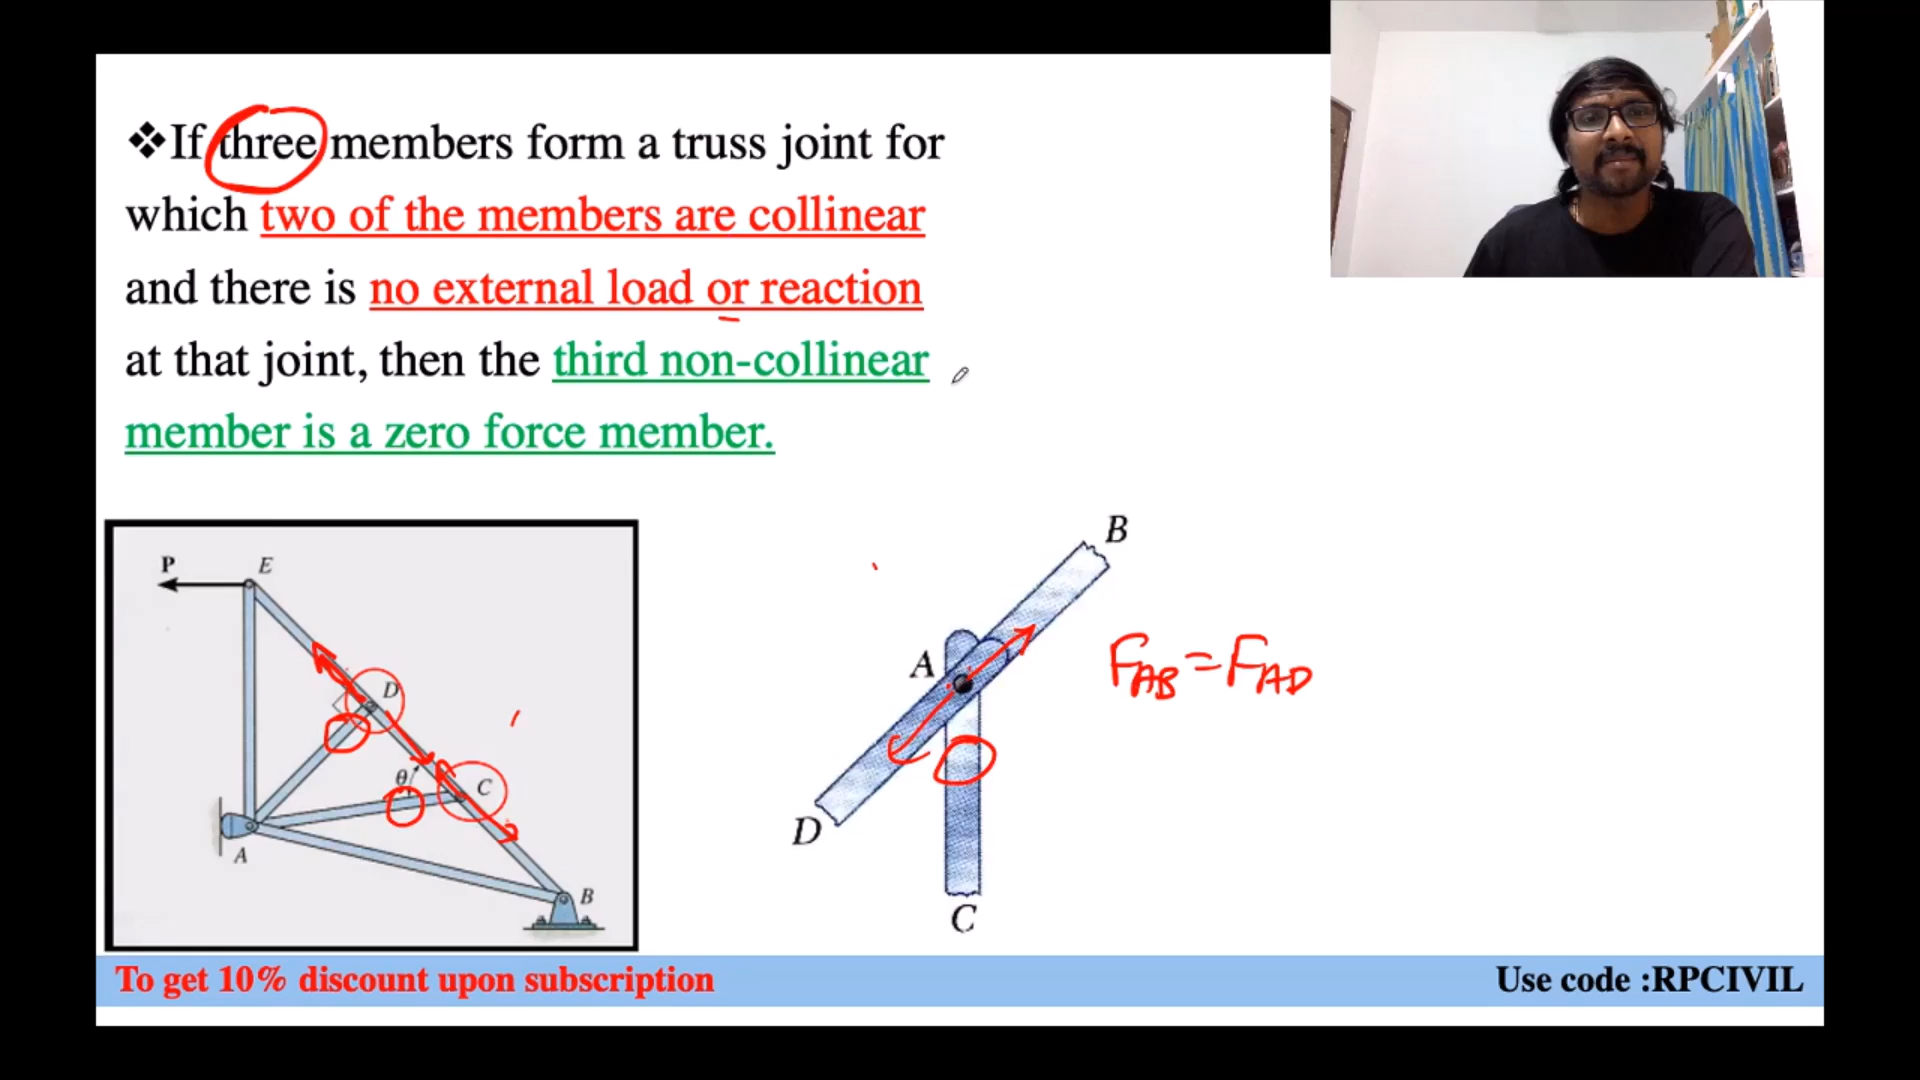 ❖If three members form a truss joint for
which two of the members are collinear
and there is no external load or reaction
at that joint, then the third non-collinear
member is a zero force member.
P
E
D
θ
C
A
B
B
A
F_AB = F_AD
D
C
To get 10% discount upon subscription
Use code :RPCIVIL